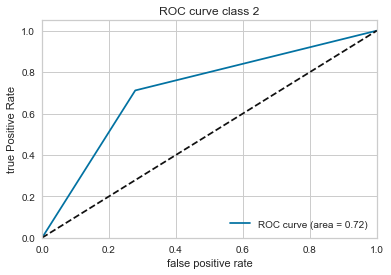 ROC curve class 2
true Positive Rate
1.0
0.8
0.6
0.4
0.2
0.0
ROC curve (area = 0.72)
0.0 0.2 0.4 0.6 0.8 1.0
false positive rate